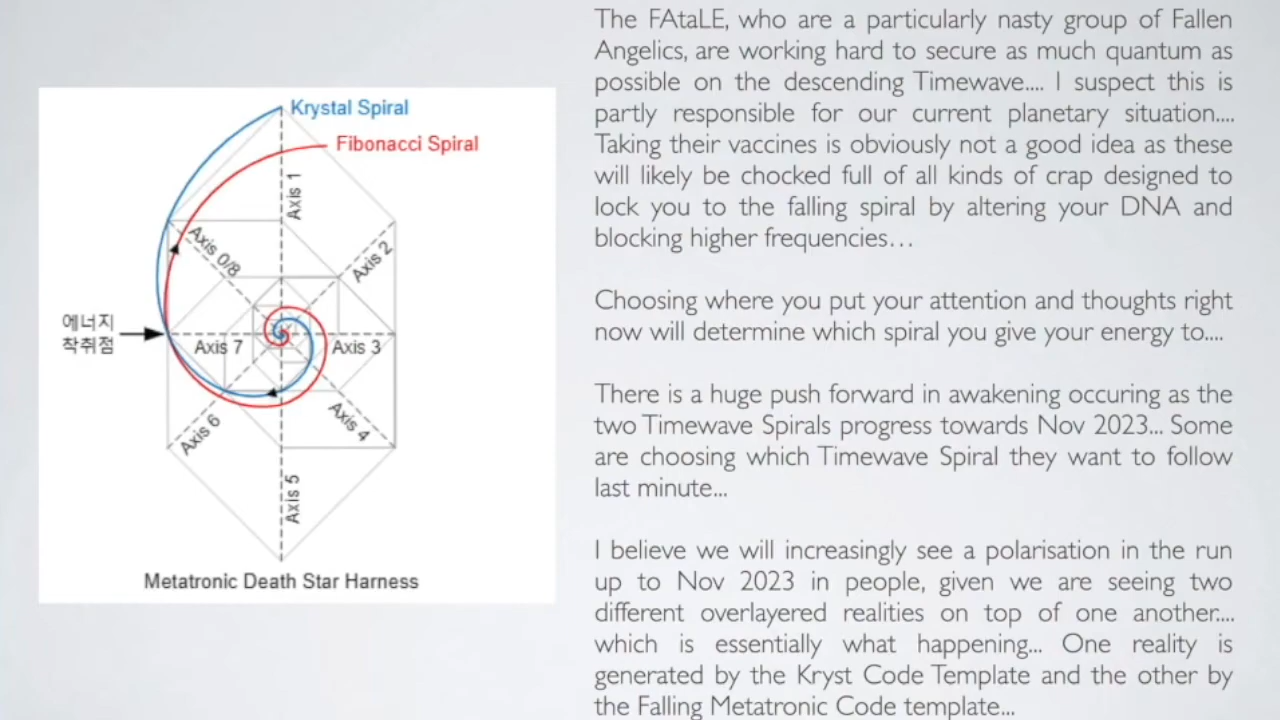 Krystal Spiral
Fibonacci Spiral
Axis 1
Axis 2
Axis 0/8
에너지
착취점
Axis 7
Axis 3
Axis 6
Axis 4
Axis 5
Metatronic Death Star Harness
The FAtaLE, who are a particularly nasty group of Fallen
Angelics, are working hard to secure as much quantum as
possible on the descending Timewave.... I suspect this is
partly responsible for our current planetary situation....
Taking their vaccines is obviously not a good idea as these
will likely be chocked full of all kinds of crap designed to
lock you to the falling spiral by altering your DNA and
blocking higher frequencies...
Choosing where you put your attention and thoughts right
now will determine which spiral you give your energy to....
There is a huge push forward in awakening occuring as the
two Timewave Spirals progress towards Nov 2023... Some
are choosing which Timewave Spiral they want to follow
last minute...
I believe we will increasingly see a polarisation in the run
up to Nov 2023 in people, given we are seeing two
different overlayered realities on top of one another....
which is essentially what happening... One reality is
generated by the Kryst Code Template and the other by
the Falling Metatronic Code template...